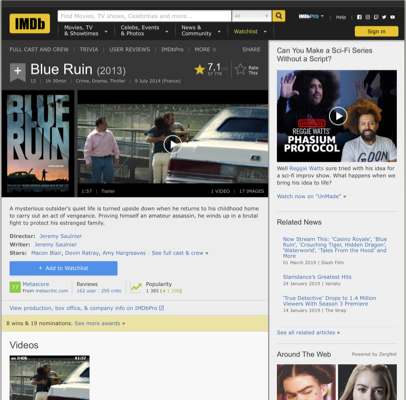 IMDb
Find Movies, TV shows, Celebrities and more...
All
IMDbPro
Help
Movies, TV
& Showtimes
Celebs, Events
& Photos
News &
Community
Watchlist
Sign in
FULL CAST AND CREW | TRIVIA | USER REVIEWS | IMDbPro | MORE
SHARE
Blue Ruin (2013)
7,1
Rate
This
12 | 1h 30min | Crime, Drama, Thriller | 9 July 2014 (France)
BLUE
RUIN
1:57 | Trailer
1 VIDEO | 17 IMAGES
A mysterious outsider's quiet life is turned upside down when he returns to his childhood home
to carry out an act of vengeance. Proving himself an amateur assassin, he winds up in a brutal
fight to protect his estranged family.
Director: Jeremy Saulnier
Writer: Jeremy Saulnier
Stars: Macon Blair, Devin Ratray, Amy Hargreaves | See full cast & crew »
+ Add to Watchlist
77
Metascore
From metacritic.com
Reviews
162 user | 205 critic
Popularity
View production, box office, & company info on IMDbPro
8 wins & 19 nominations. See more awards »
Videos
Can You Make a Sci-Fi Series
Without a Script?
REGGIE WATTS'
PHASIUM
PROTOCOL
Well Reggie Watts sure tried with his idea for
a sci-fi improv show. What happens when we
bring his idea to life?
Watch now on "UnMade" »
Related News
Now Stream This: 'Casino Royale', 'Blue
Ruin', 'Crouching Tiger, Hidden Dragon',
'Waterworld', 'Tales From the Hood' and
More
01 March 2019 | Slash Film
Slamdance's Greatest Hits
24 January 2019 | Variety
'True Detective' Drops to 1.4 Million
Viewers With Season 3 Premiere
14 January 2019 | The Wrap
See all related articles »
Around The Web
Powered by ZergNet